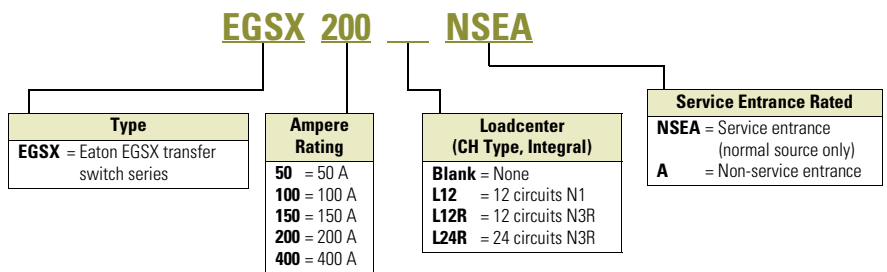 EGSX 200 __ NSEA
Type
EGSX = Eaton EGSX transfer
switch series
Ampere
Rating
50 = 50 A
100 = 100 A
150 = 150 A
200 = 200 A
400 = 400 A
Loadcenter
(CH Type, Integral)
Blank = None
L12 = 12 circuits N1
L12R = 12 circuits N3R
L24R = 24 circuits N3R
Service Entrance Rated
NSEA = Service entrance
(normal source only)
A = Non-service entrance